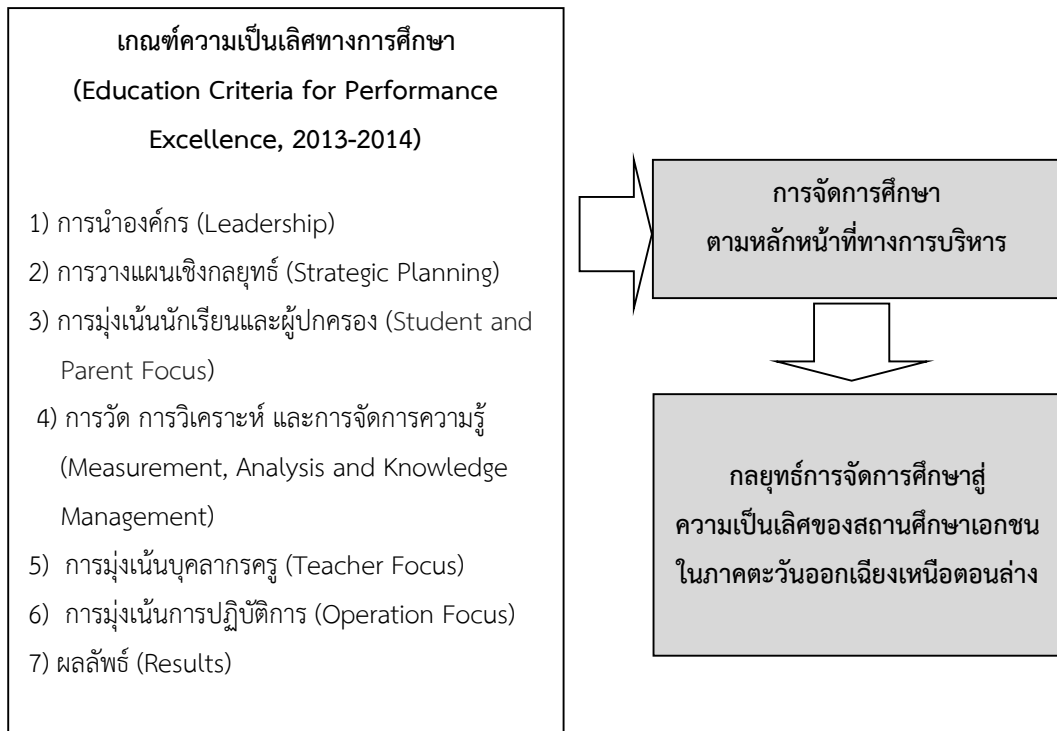 เกณฑ์ความเป็นเลิศทางการศึกษา
(Education Criteria for Performance
Excellence, 2013-2014)
1) การนำองค์กร (Leadership)
2) การวางแผนเชิงกลยุทธ์ (Strategic Planning)
3) การมุ่งเน้นนักเรียนและผู้ปกครอง (Student and
Parent Focus)
4) การวัด การวิเคราะห์ และการจัดการความรู้
(Measurement, Analysis and Knowledge
Management)
5) การมุ่งเน้นบุคลากรครู (Teacher Focus)
6) การมุ่งเน้นการปฏิบัติการ (Operation Focus)
7) ผลลัพธ์ (Results)
การจัดการศึกษา
ตามหลักหน้าที่ทางการบริหาร
กลยุทธ์การจัดการศึกษาสู่
ความเป็นเลิศของสถานศึกษาเอกชน
ในภาคตะวันออกเฉียงเหนือตอนล่าง